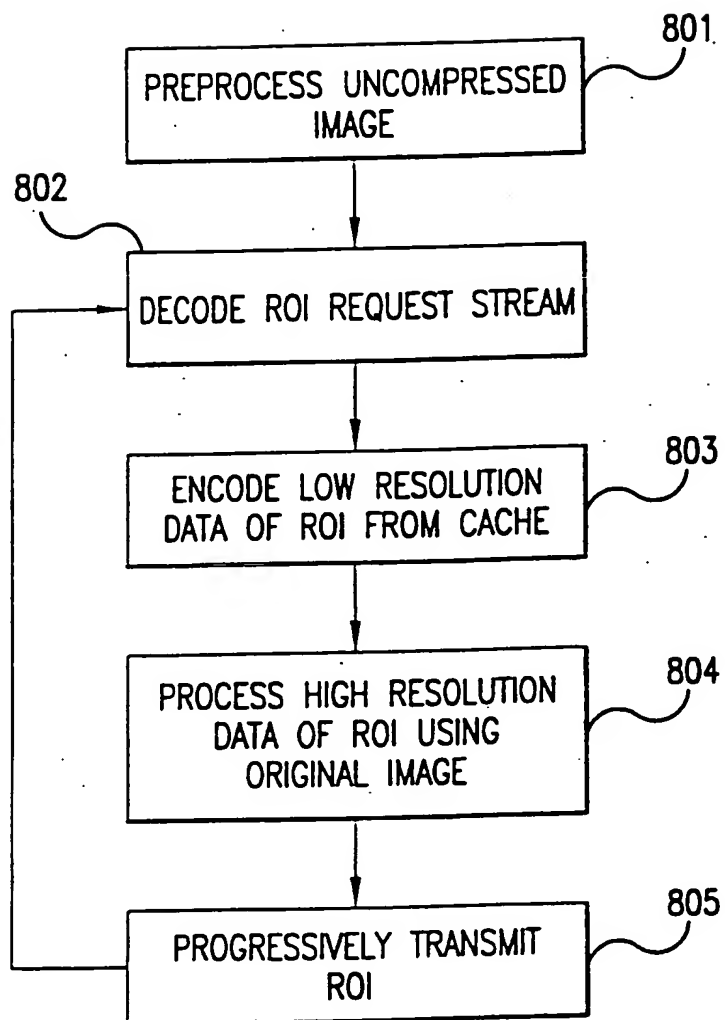 801
PREPROCESS UNCOMPRESSED
IMAGE
802
DECODE ROI REQUEST STREAM
803
ENCODE LOW RESOLUTION
DATA OF ROI FROM CACHE
804
PROCESS HIGH RESOLUTION
DATA OF ROI USING
ORIGINAL IMAGE
805
PROGRESSIVELY TRANSMIT
ROI